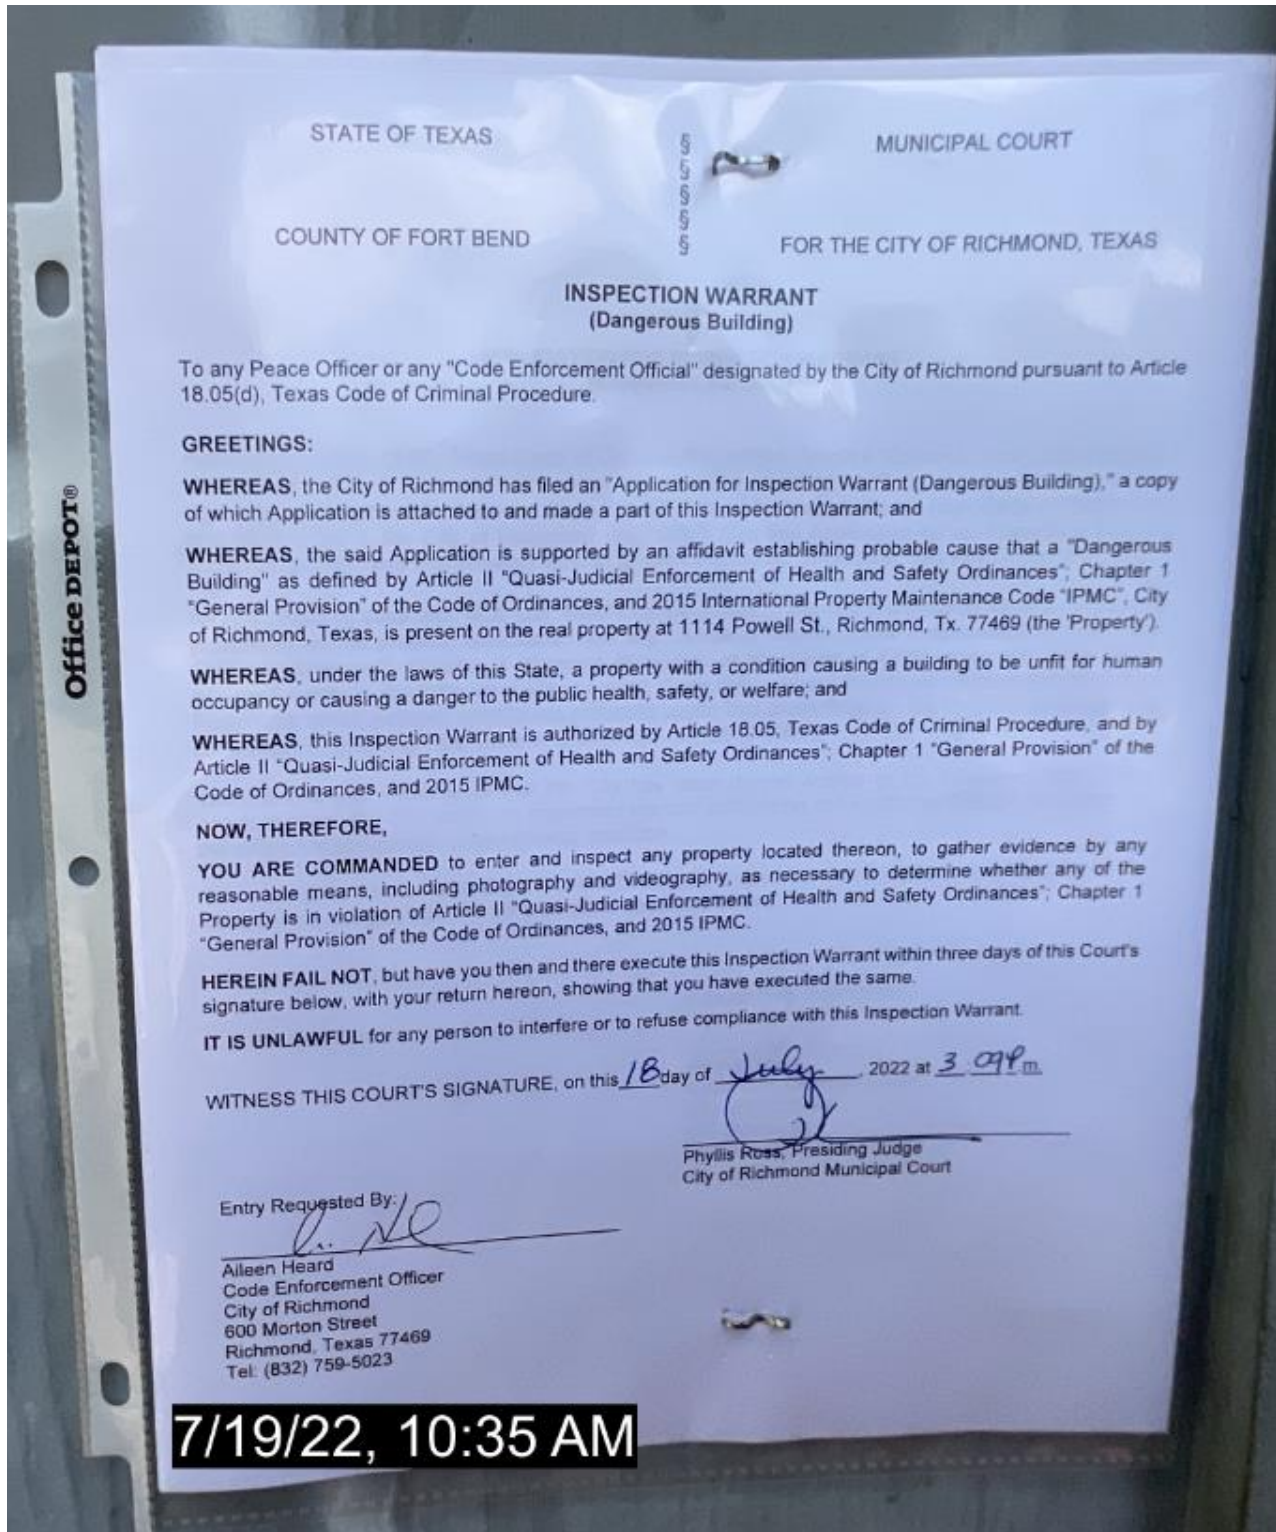 STATE OF TEXAS
§
§
§
§
§
MUNICIPAL COURT
COUNTY OF FORT BEND
FOR THE CITY OF RICHMOND, TEXAS
INSPECTION WARRANT
(Dangerous Building)
To any Peace Officer or any "Code Enforcement Official" designated by the City of Richmond pursuant to Article
18.05(d), Texas Code of Criminal Procedure.
GREETINGS:
WHEREAS, the City of Richmond has filed an "Application for Inspection Warrant (Dangerous Building)," a copy
of which Application is attached to and made a part of this Inspection Warrant; and
WHEREAS, the said Application is supported by an affidavit establishing probable cause that a "Dangerous
Building" as defined by Article II "Quasi-Judicial Enforcement of Health and Safety Ordinances"; Chapter 1
"General Provision" of the Code of Ordinances, and 2015 International Property Maintenance Code "IPMC", City
of Richmond, Texas, is present on the real property at 1114 Powell St., Richmond, Tx. 77469 (the 'Property').
WHEREAS, under the laws of this State, a property with a condition causing a building to be unfit for human
occupancy or causing a danger to the public health, safety, or welfare; and
WHEREAS, this Inspection Warrant is authorized by Article 18.05, Texas Code of Criminal Procedure, and by
Article II "Quasi-Judicial Enforcement of Health and Safety Ordinances"; Chapter 1 "General Provision" of the
Code of Ordinances, and 2015 IPMC.
NOW, THEREFORE,
YOU ARE COMMANDED to enter and inspect any property located thereon, to gather evidence by any
reasonable means, including photography and videography, as necessary to determine whether any of the
Property is in violation of Article II "Quasi-Judicial Enforcement of Health and Safety Ordinances"; Chapter 1
"General Provision" of the Code of Ordinances, and 2015 IPMC.
HEREIN FAIL NOT, but have you then and there execute this Inspection Warrant within three days of this Court's
signature below, with your return hereon, showing that you have executed the same.
IT IS UNLAWFUL for any person to interfere or to refuse compliance with this Inspection Warrant.
WITNESS THIS COURT'S SIGNATURE, on this 18 day of July, 2022 at 3:09 P.m.
Phyllis Ross, Presiding Judge
City of Richmond Municipal Court
Entry Requested By:
Aileen Heard
Code Enforcement Officer
City of Richmond
600 Morton Street
Richmond, Texas 77469
Tel: (832) 759-5023
Office DEPOT®
7/19/22, 10:35 AM